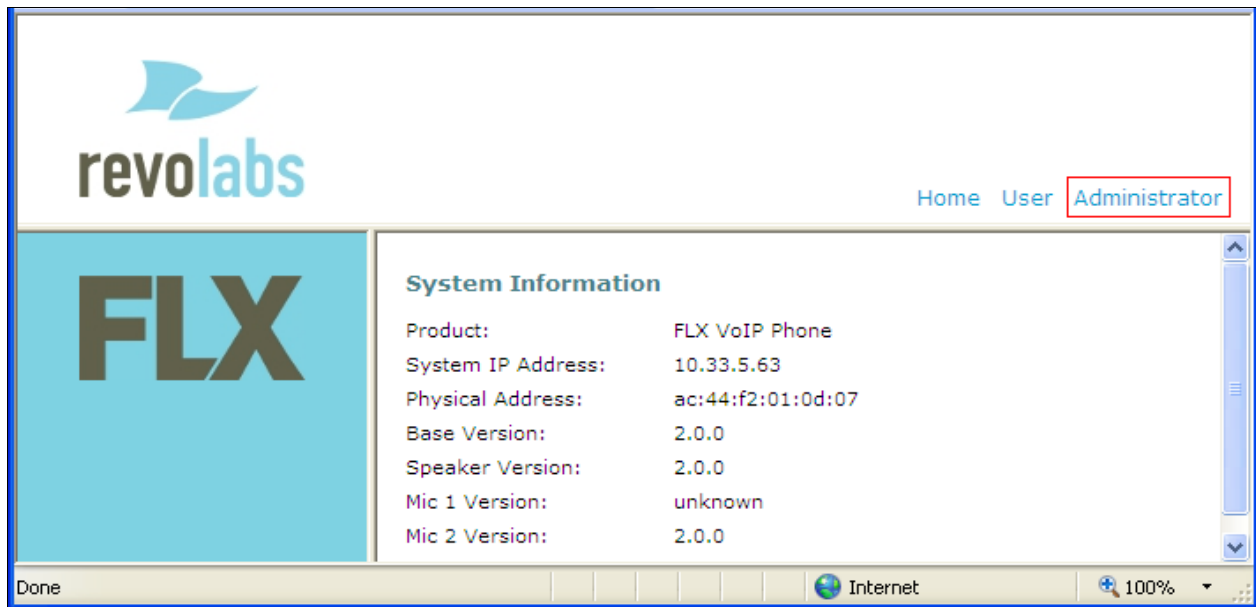 revolabs
Home User Administrator
FLX
System Information
Product: FLX VoIP Phone
System IP Address: 10.33.5.63
Physical Address: ac:44:f2:01:0d:07
Base Version: 2.0.0
Speaker Version: 2.0.0
Mic 1 Version: unknown
Mic 2 Version: 2.0.0
Done Internet 100%